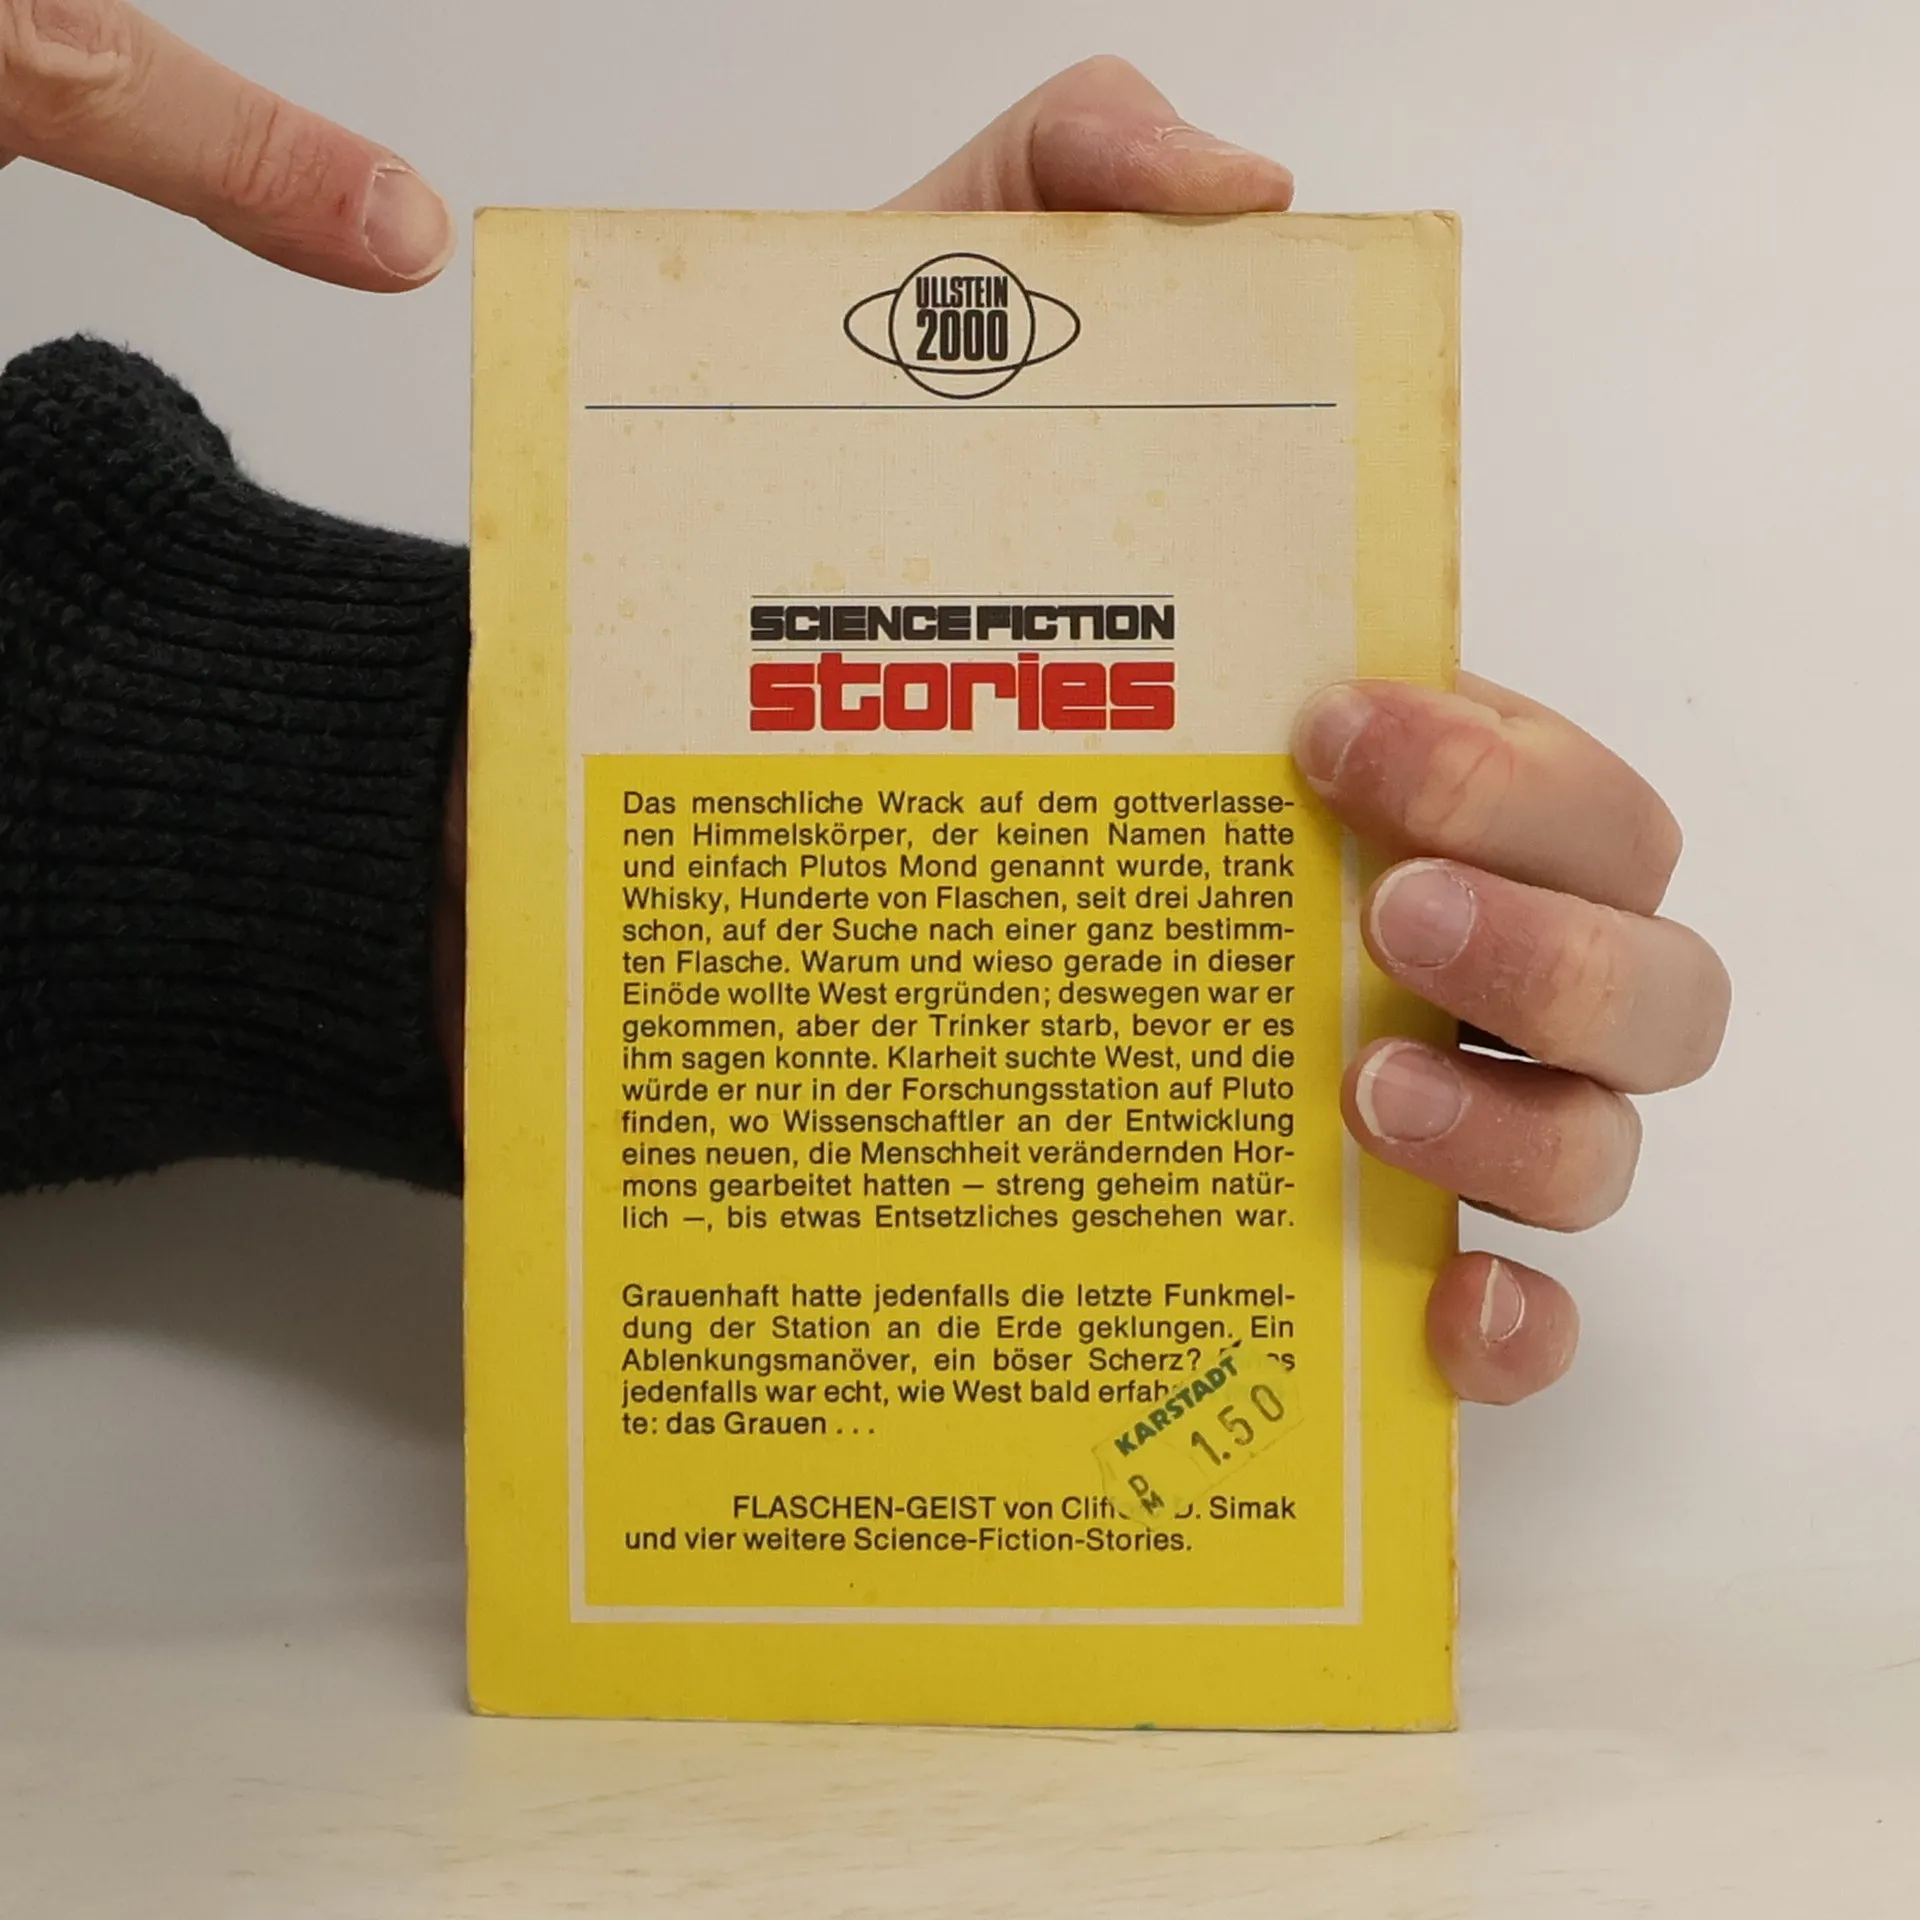 ULLSTEIN
2000
SCIENCE FICTION
stories
Das menschliche Wrack auf dem gottverlasse-
nen Himmelskörper, der keinen Namen hatte
und einfach Plutos Mond genannt wurde, trank
Whisky, Hunderte von Flaschen, seit drei Jahren
schon, auf der Suche nach einer ganz bestimm-
ten Flasche. Warum und wieso gerade in dieser
Einöde wollte West ergründen; deswegen war er
gekommen, aber der Trinker starb, bevor er es
ihm sagen konnte. Klarheit suchte West, und die
würde er nur in der Forschungsstation auf Pluto
finden, wo Wissenschaftler an der Entwicklung
eines neuen, die Menschheit verändernden Hor-
mons gearbeitet hatten — streng geheim natür-
lich —, bis etwas Entsetzliches geschehen war.
Grauenhaft hatte jedenfalls die letzte Funkmel-
dung der Station an die Erde geklungen. Ein
Ablenkungsmanöver, ein böser Scherz?
jedenfalls war echt, wie West bald
te: das Grauen . . .
KARSTADT
DM 1.50
FLASCHEN-GEIST von D. Simak
und vier weitere Science-Fiction-Stories.